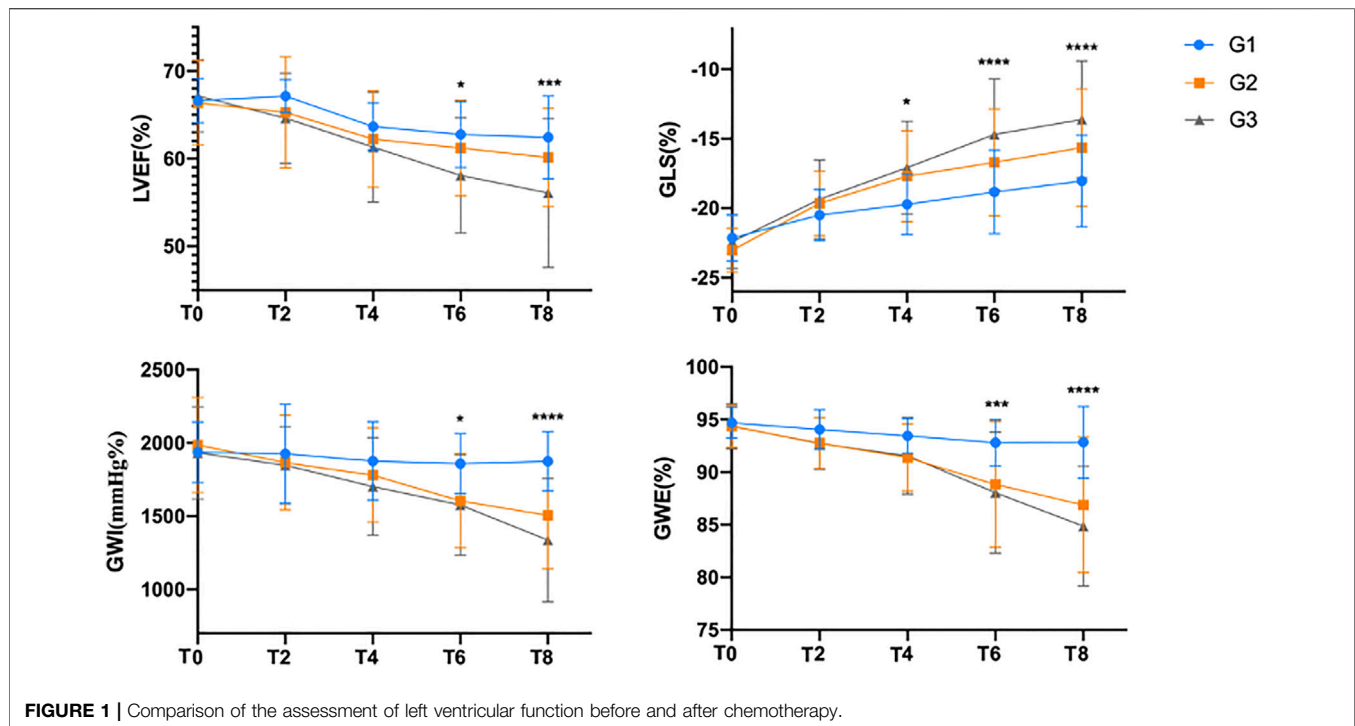 LVEF(%)
70
60
50
T0 T2 T4 T6 T8
* ***
GLS(%)
-10
-15
-20
-25
T0 T2 T4 T6 T8
* **** ****
G1
G2
G3
GWI(mmHg%)
2500
2000
1500
1000
T0 T2 T4 T6 T8
* ****
GWE(%)
100
95
90
85
80
75
T0 T2 T4 T6 T8
*** ****
FIGURE 1 | Comparison of the assessment of left ventricular function before and after chemotherapy.